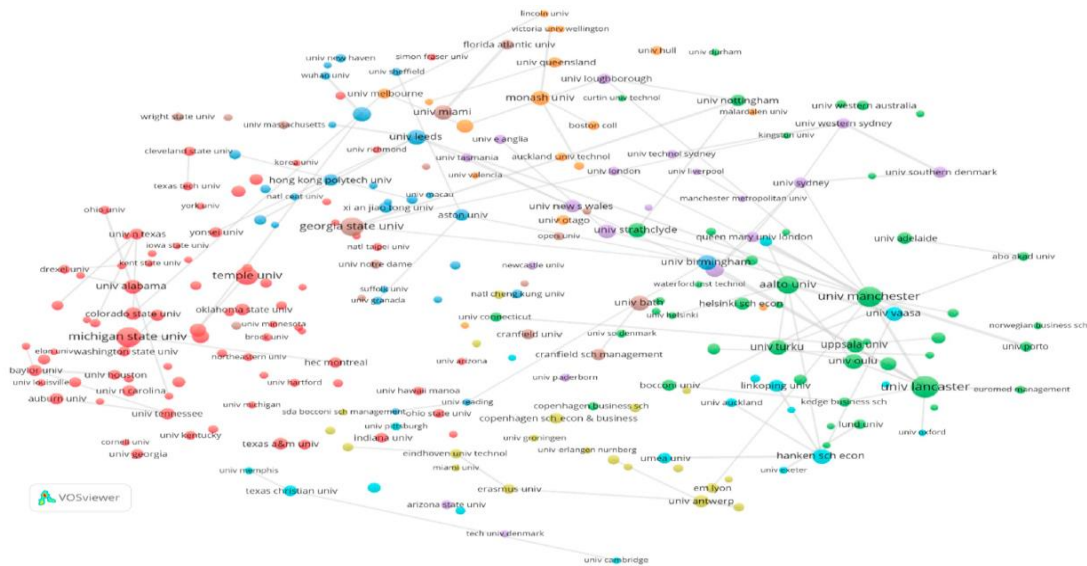 lincoln univ
victoria univ wellington
florida atlantic univ
univ hull
univ durham
univ new haven
simon fraser univ
univ queensland
wuhan univ
univ sheffield
univ loughborough
univ melbourne
monash univ
curtin univ technol
univ nottingham
univ western australia
wright state univ
univ miami
malardalen univ
univ massachusetts
boston coll
univ western sydney
univ leeds
univ e anglia
kingston univ
cleveland state univ
univ richmond
korea univ
univ tasmania
auckland univ technol
univ technol sydney
texas tech univ
hong kong polytech univ
univ valencia
univ london
univ liverpool
univ southern denmark
natl cent univ
univ macau
univ sydney
york univ
xi an jiao tong univ
univ new s wales
manchester metropolitan univ
ohio univ
aston univ
univ otago
georgia state univ
univ strathclyde
univ n texas
yonsei univ
open univ
queen mary univ london
univ adelaide
iowa state univ
natl taipei univ
kent state univ
univ notre dame
newcastle univ
univ birmingham
abo akad univ
drexel univ
temple univ
univ alabama
suffolk univ
waterford inst technol
aalto univ
univ granada
natl cheng kung univ
univ manchester
colorado state univ
oklahoma state univ
univ bath
helsinki sch econ
univ vaasa
univ minnesota
univ connecticut
univ helsinki
norwegian business sch
michigan state univ
brock univ
cranfield univ
univ so denmark
univ turku
uppsala univ
univ porto
elon univ
washington state univ
northeastern univ
hec montreal
univ arizona
cranfield sch management
univ oulu
baylor univ
univ houston
univ louisville
univ hartford
univ hawaii manoa
univ paderborn
bocconi univ
linkoping univ
univ lancaster
euromed management
univ n carolina
auburn univ
univ michigan
univ reading
univ auckland
kedge business sch
univ tennessee
sda bocconi sch management
ohio state univ
copenhagen business sch
copenhagen sch econ & business
univ pittsburgh
lund univ
univ oxford
cornell univ
univ kentucky
texas a&m univ
indiana univ
univ groningen
univ georgia
eindhoven univ technol
univ erlangen nurnberg
umea univ
hanken sch econ
miami univ
univ exeter
univ memphis
texas christian univ
erasmus univ
em lyon
univ antwerp
VOSviewer
arizona state univ
tech univ denmark
univ cambridge